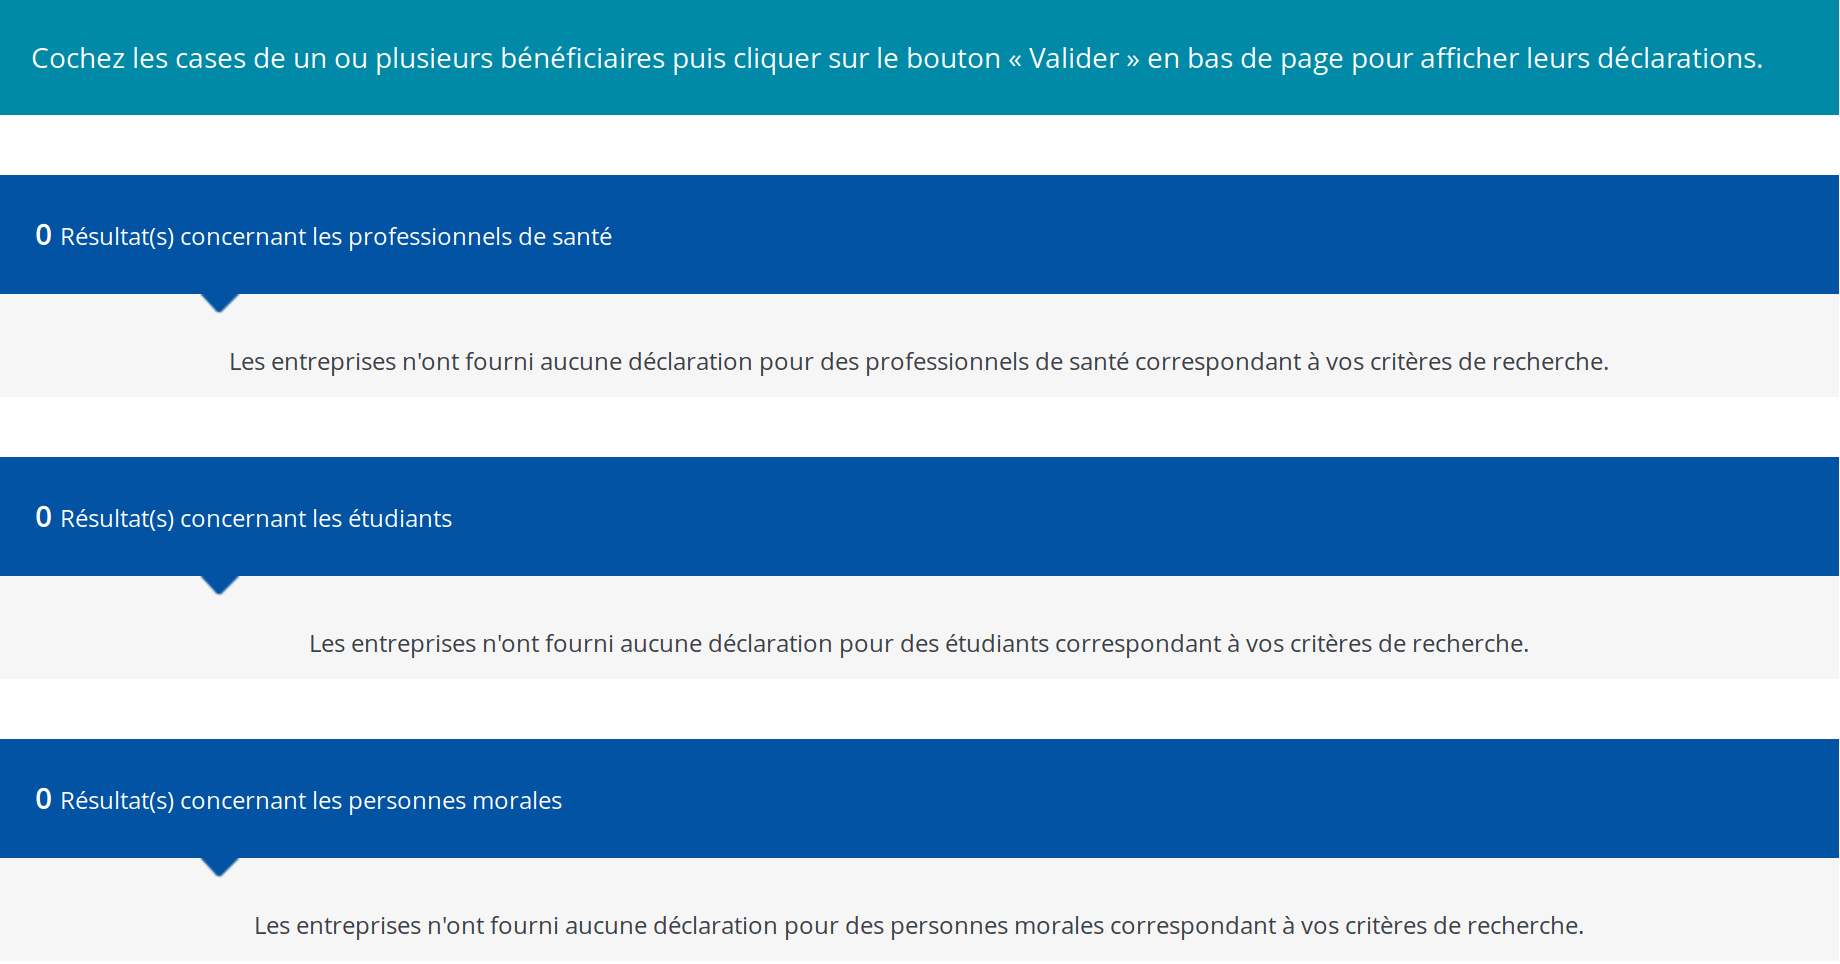 Cochez les cases de un ou plusieurs bénéficiaires puis cliquer sur le bouton « Valider » en bas de page pour afficher leurs déclarations.
0 Résultat(s) concernant les professionnels de santé
Les entreprises n'ont fourni aucune déclaration pour des professionnels de santé correspondant à vos critères de recherche.
0 Résultat(s) concernant les étudiants
Les entreprises n'ont fourni aucune déclaration pour des étudiants correspondant à vos critères de recherche.
0 Résultat(s) concernant les personnes morales
Les entreprises n'ont fourni aucune déclaration pour des personnes morales correspondant à vos critères de recherche.